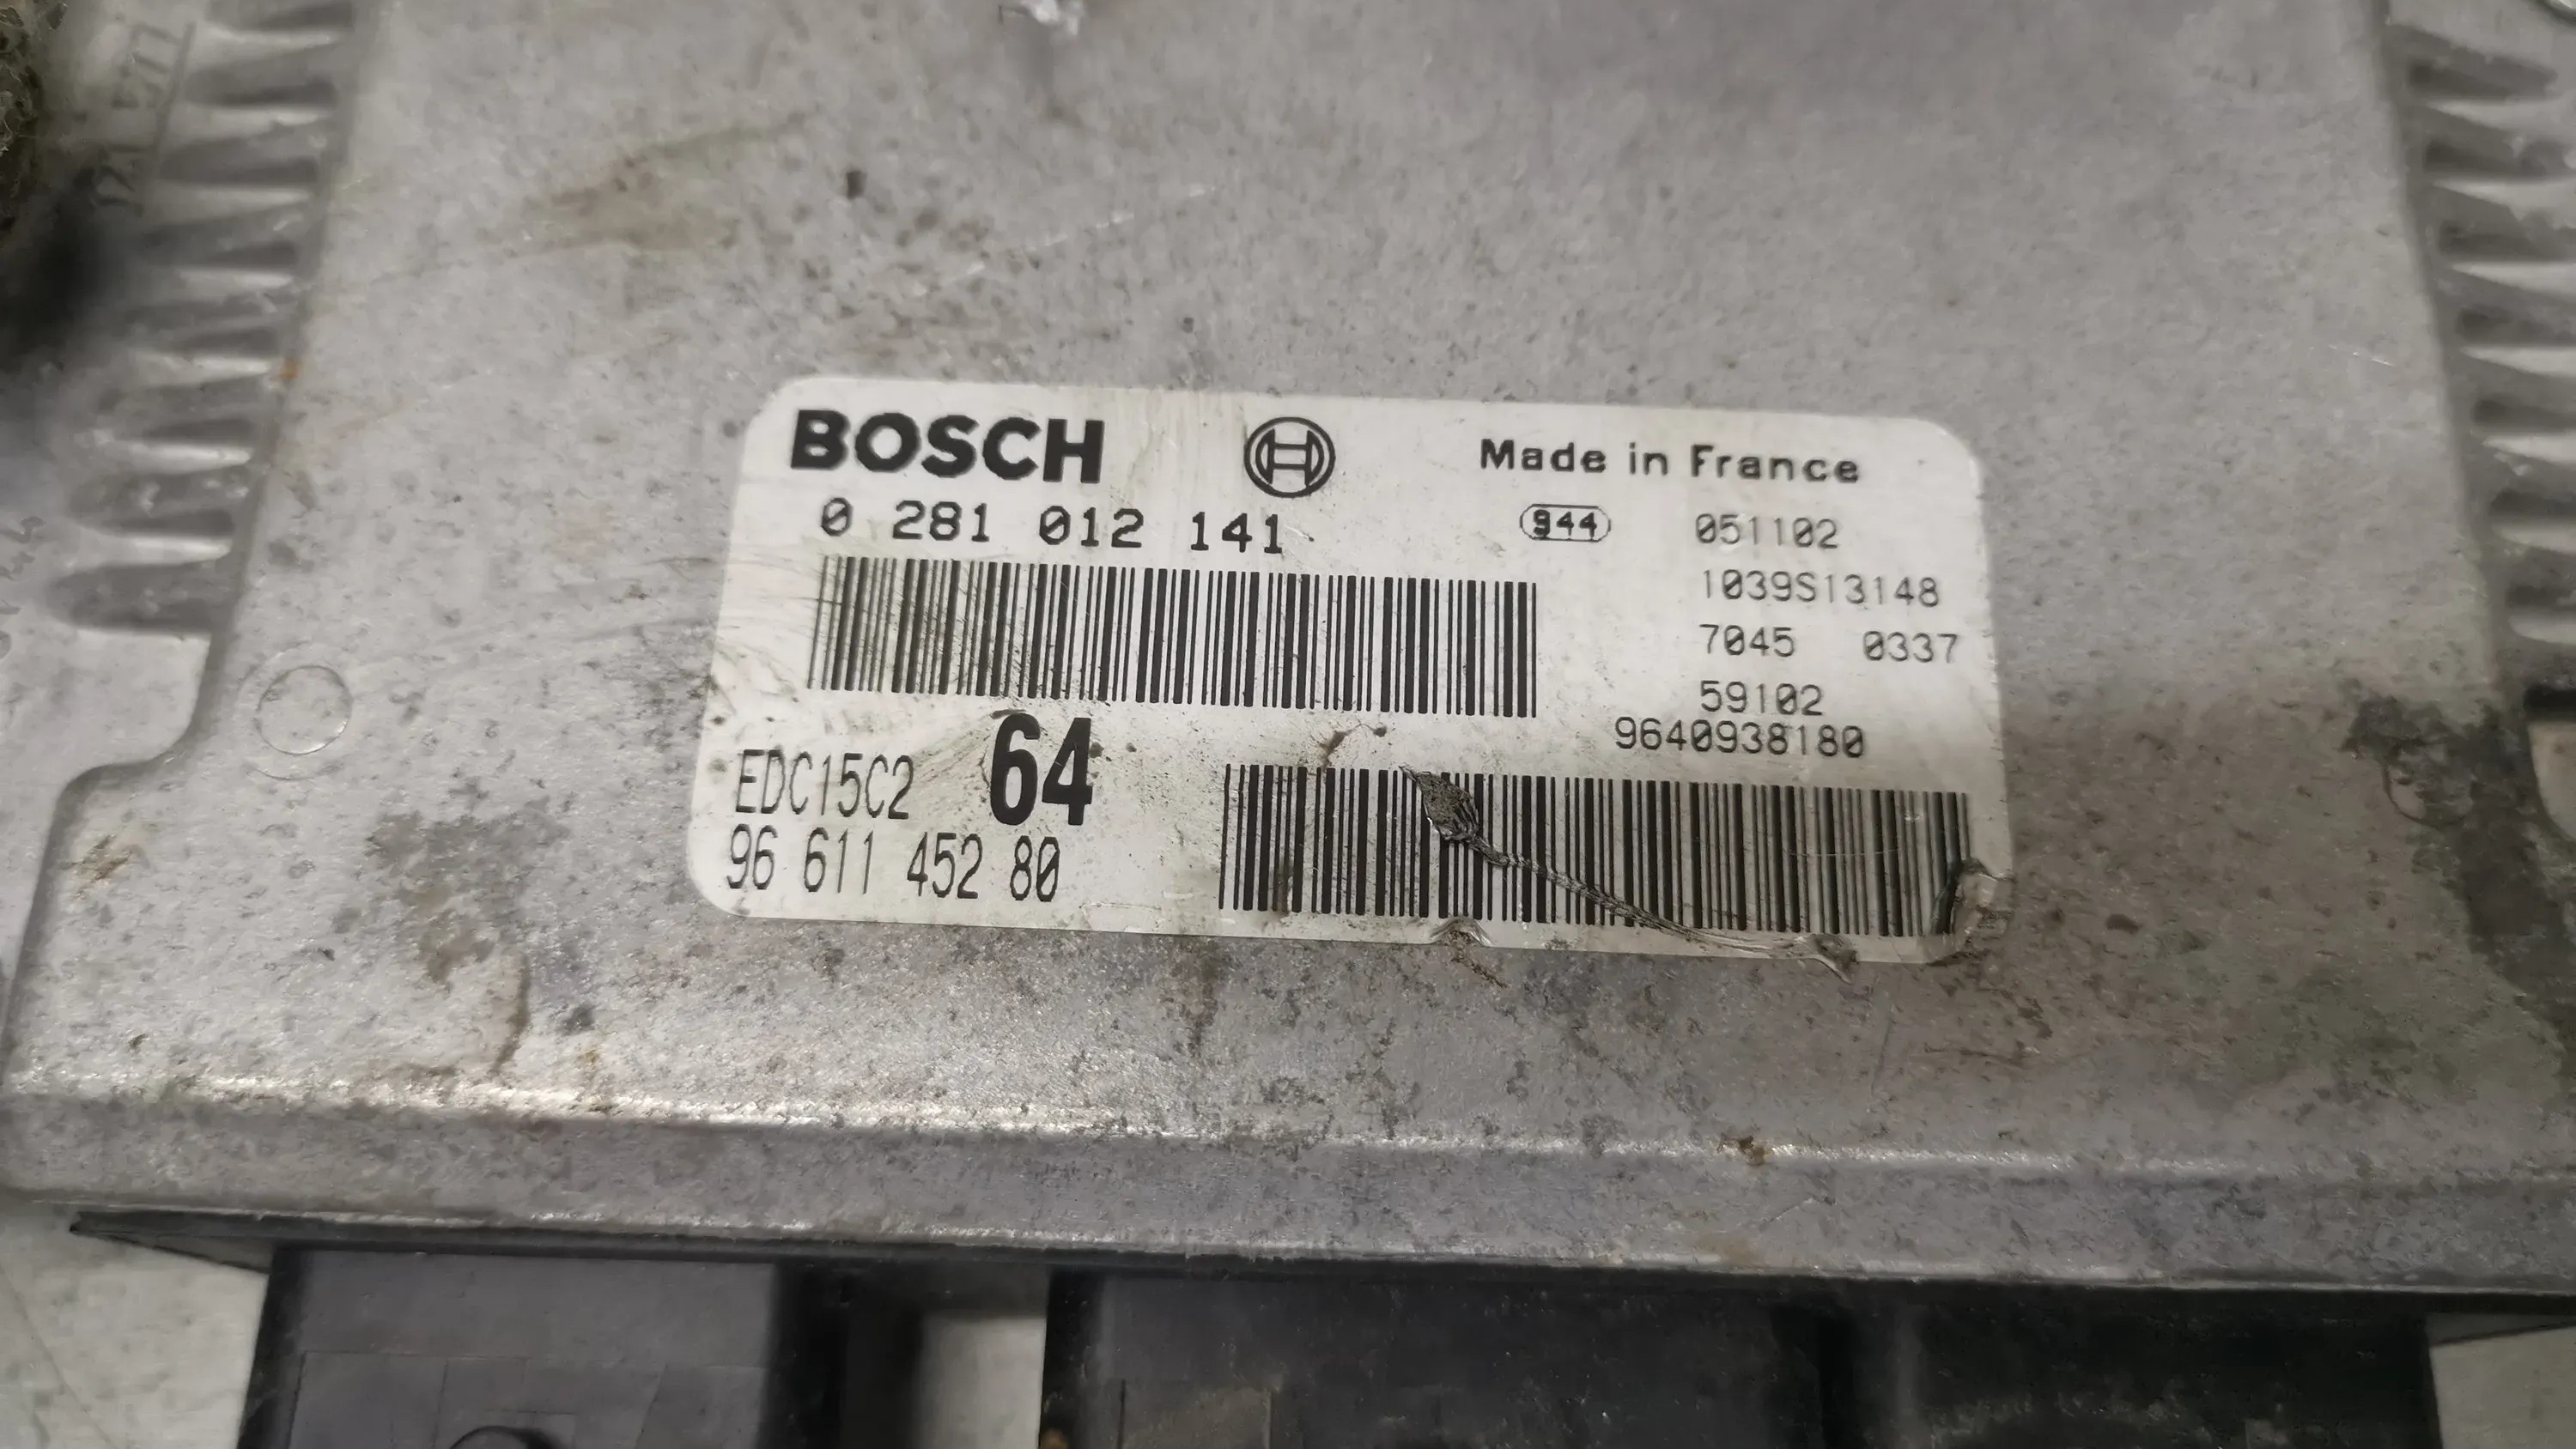 BOSCH Made in France
0 281 012 141 944 051102
1039S13148
7045 0337
59102
9640938180
EDC15C2 64
96 611 452 80